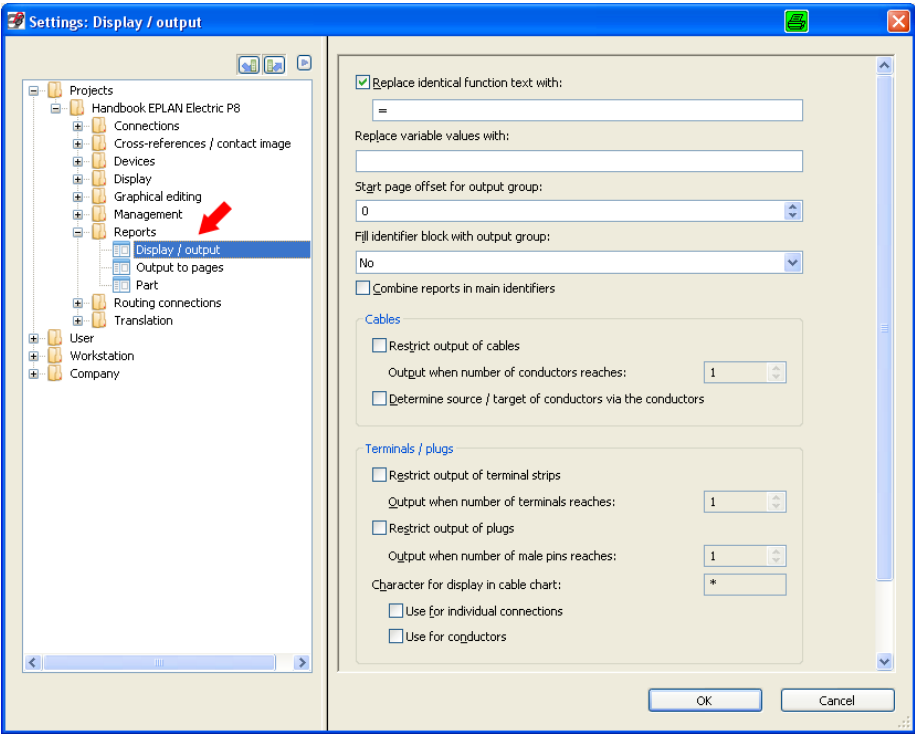 Settings: Display / output
Projects
Handbook EPLAN Electric P8
Connections
Cross-references / contact image
Devices
Display
Graphical editing
Management
Reports
Display / output
Output to pages
Part
Routing connections
Translation
User
Workstation
Company
Replace identical function text with:
=
Replace variable values with:
Start page offset for output group:
0
Fill identifier block with output group:
No
Combine reports in main identifiers
Cables
Restrict output of cables
Output when number of conductors reaches: 1
Determine source / target of conductors via the conductors
Terminals / plugs
Restrict output of terminal strips
Output when number of terminals reaches: 1
Restrict output of plugs
Output when number of male pins reaches: 1
Character for display in cable chart: *
Use for individual connections
Use for conductors
OK Cancel